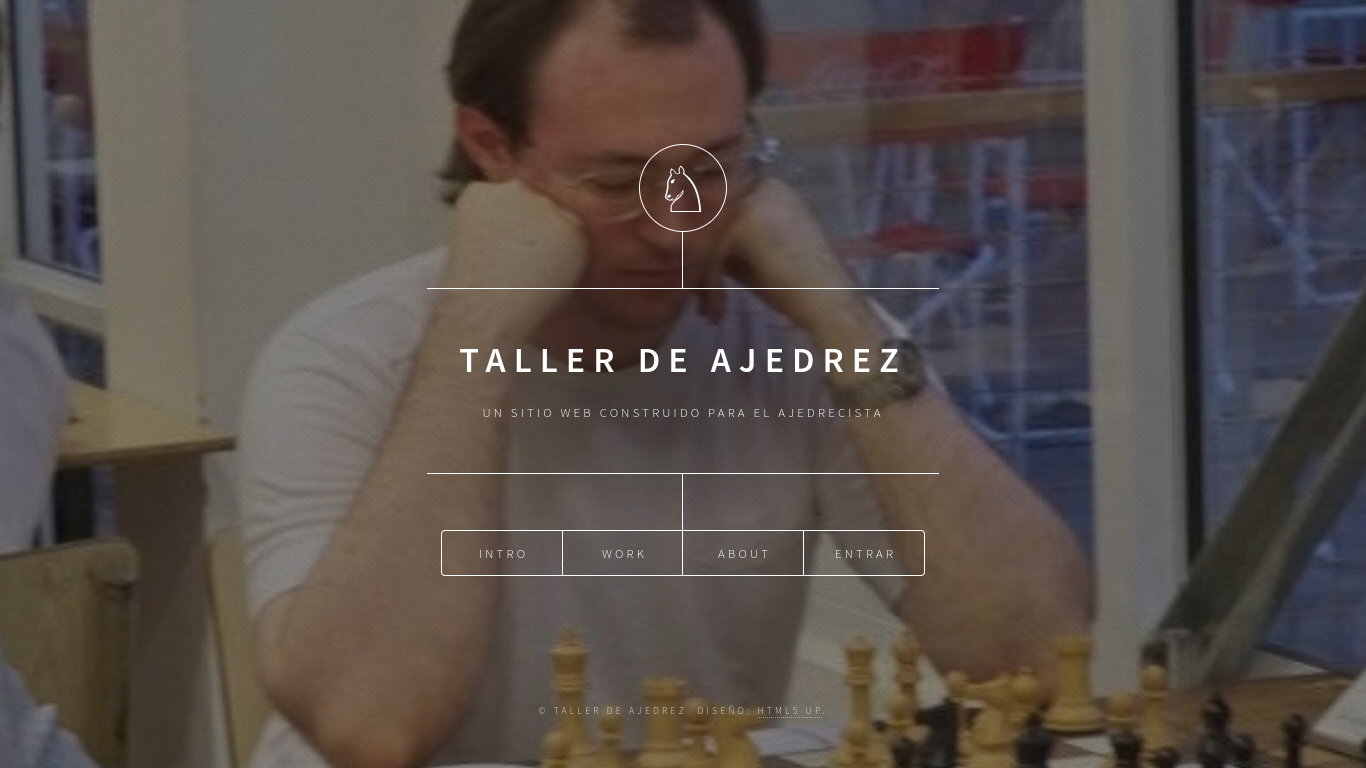 TALLER DE AJEDREZ
UN SITIO WEB CONSTRUIDO PARA EL AJEDRECISTA
INTRO
WORK
ABOUT
ENTRAR
© TALLER DE AJEDREZ. DISEÑO: HTML5 UP.